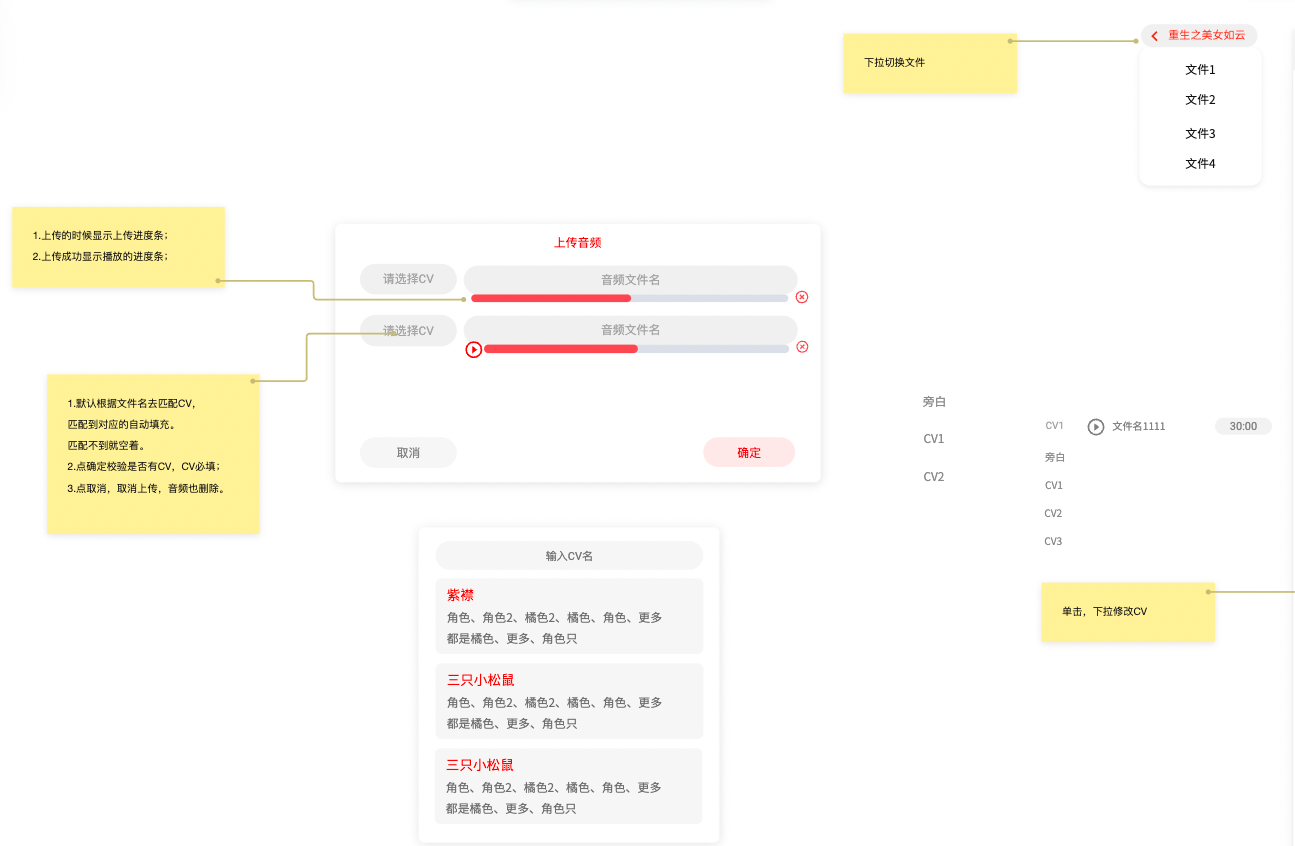 下拉切换文件
重生之美女如云
文件1
文件2
文件3
文件4
1.上传的时候显示上传进度条；
2.上传成功显示播放的进度条；
上传音频
请选择CV
音频文件名
请选择CV
音频文件名
1.默认根据文件名去匹配CV，
匹配到对应的自动填充。
匹配不到就空着。
2.点确定校验是否有CV，CV必填；
3.点取消，取消上传，音频也删除。
取消
确定
旁白
CV1
CV2
CV1
文件名1111
30:00
旁白
CV1
CV2
CV3
单击，下拉修改CV
输入CV名
紫襟
角色、角色2、橘色2、橘色、角色、更多
都是橘色、更多、角色只
三只小松鼠
角色、角色2、橘色2、橘色、角色、更多
都是橘色、更多、角色只
三只小松鼠
角色、角色2、橘色2、橘色、角色、更多
都是橘色、更多、角色只